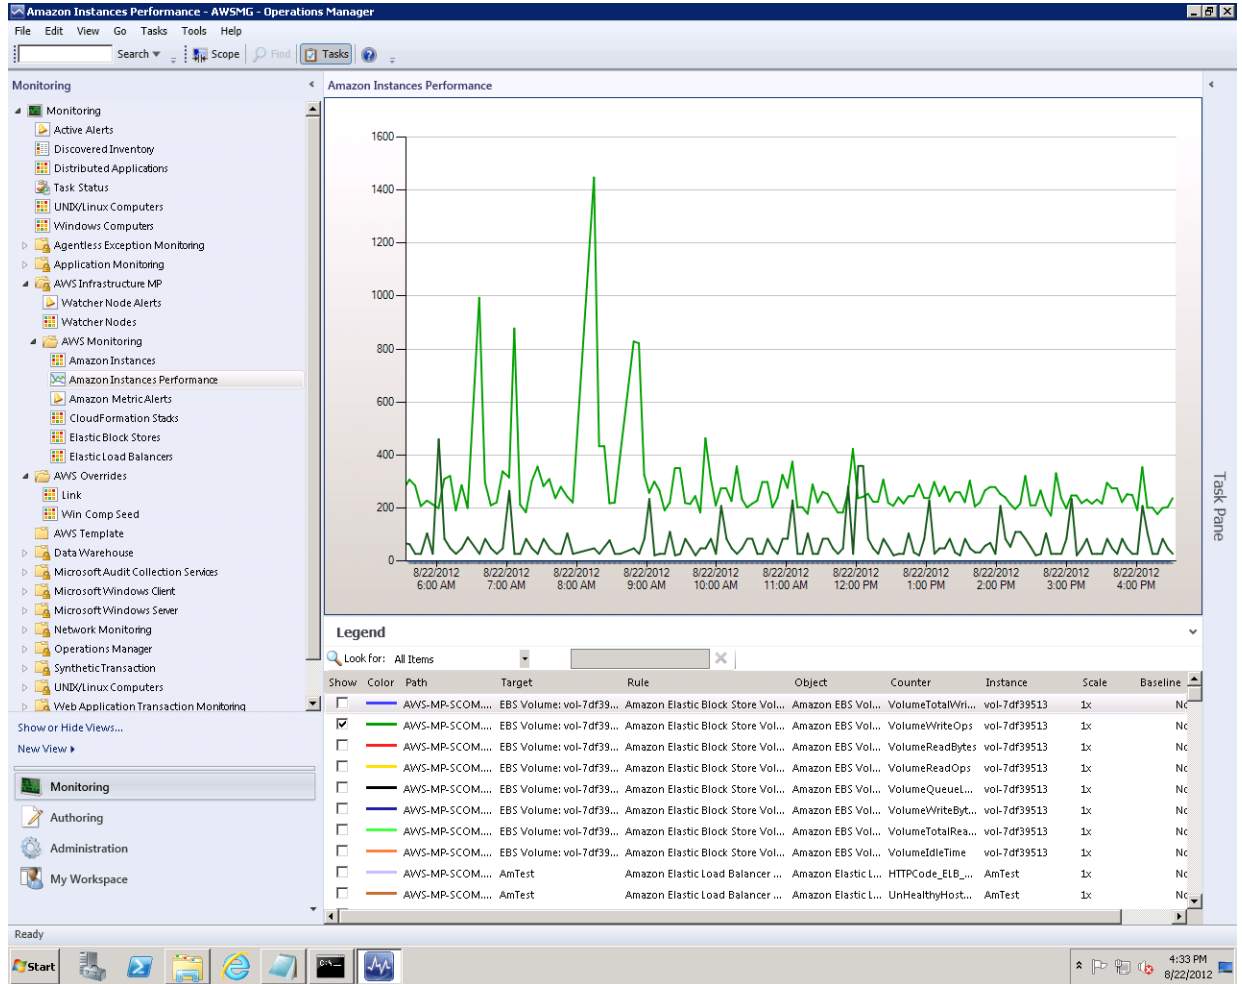 Amazon Instances Performance - AWSMG - Operations Manager
File Edit View Go Tasks Tools Help
Search Scope Find Tasks
Monitoring
Monitoring
Active Alerts
Discovered Inventory
Distributed Applications
Task Status
UNIX/Linux Computers
Windows Computers
Agentless Exception Monitoring
Application Monitoring
AWS Infrastructure MP
Watcher Node Alerts
Watcher Nodes
AWS Monitoring
Amazon Instances
Amazon Instances Performance
Amazon Metric Alerts
CloudFormation Stacks
Elastic Block Stores
Elastic Load Balancers
AWS Overrides
Link
Win Comp Seed
AWS Template
Data Warehouse
Microsoft Audit Collection Services
Microsoft Windows Client
Microsoft Windows Server
Network Monitoring
Operations Manager
Synthetic Transaction
UNIX/Linux Computers
Web Application Transaction Monitoring
Show or Hide Views...
New View
Monitoring
Authoring
Administration
My Workspace
Amazon Instances Performance
1600
1400
1200
1000
800
600
400
200
0
8/22/2012 8/22/2012 8/22/2012 8/22/2012 8/22/2012 8/22/2012 8/22/2012 8/22/2012 8/22/2012 8/22/2012 8/22/2012
6:00 AM 7:00 AM 8:00 AM 9:00 AM 10:00 AM 11:00 AM 12:00 PM 1:00 PM 2:00 PM 3:00 PM 4:00 PM
Task Pane
Legend
Look for: All Items
Show Color Path Target Rule Object Counter Instance Scale Baseline
AWS-MP-SCOM.... EBS Volume: vol-7df39... Amazon Elastic Block Store Vol... Amazon EBS Vol... VolumeTotalWri... vol-7df39513 1x No
AWS-MP-SCOM.... EBS Volume: vol-7df39... Amazon Elastic Block Store Vol... Amazon EBS Vol... VolumeWriteOps vol-7df39513 1x No
AWS-MP-SCOM.... EBS Volume: vol-7df39... Amazon Elastic Block Store Vol... Amazon EBS Vol... VolumeReadBytes vol-7df39513 1x No
AWS-MP-SCOM.... EBS Volume: vol-7df39... Amazon Elastic Block Store Vol... Amazon EBS Vol... VolumeReadOps vol-7df39513 1x No
AWS-MP-SCOM.... EBS Volume: vol-7df39... Amazon Elastic Block Store Vol... Amazon EBS Vol... VolumeQueueL... vol-7df39513 1x No
AWS-MP-SCOM.... EBS Volume: vol-7df39... Amazon Elastic Block Store Vol... Amazon EBS Vol... VolumeWriteByt... vol-7df39513 1x No
AWS-MP-SCOM.... EBS Volume: vol-7df39... Amazon Elastic Block Store Vol... Amazon EBS Vol... VolumeTotalRea... vol-7df39513 1x No
AWS-MP-SCOM.... EBS Volume: vol-7df39... Amazon Elastic Block Store Vol... Amazon EBS Vol... VolumeIdleTime vol-7df39513 1x No
AWS-MP-SCOM.... AmTest Amazon Elastic Load Balancer ... Amazon Elastic L... HTTPCode_ELB_... AmTest 1x No
AWS-MP-SCOM.... AmTest Amazon Elastic Load Balancer ... Amazon Elastic L... UnHealthyHost... AmTest 1x No
Ready
Start
4:33 PM
8/22/2012